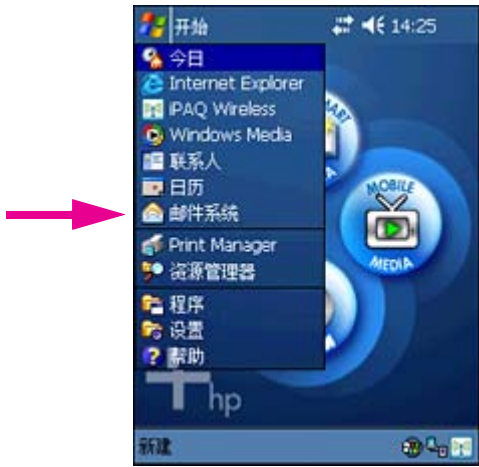 开始 14:25
今日
Internet Explorer
iPAQ Wireless
Windows Media
联系人
日历
邮件系统
Print Manager
资源管理器
程序
设置
帮助
MOBILE
MEDIA
hp
新建